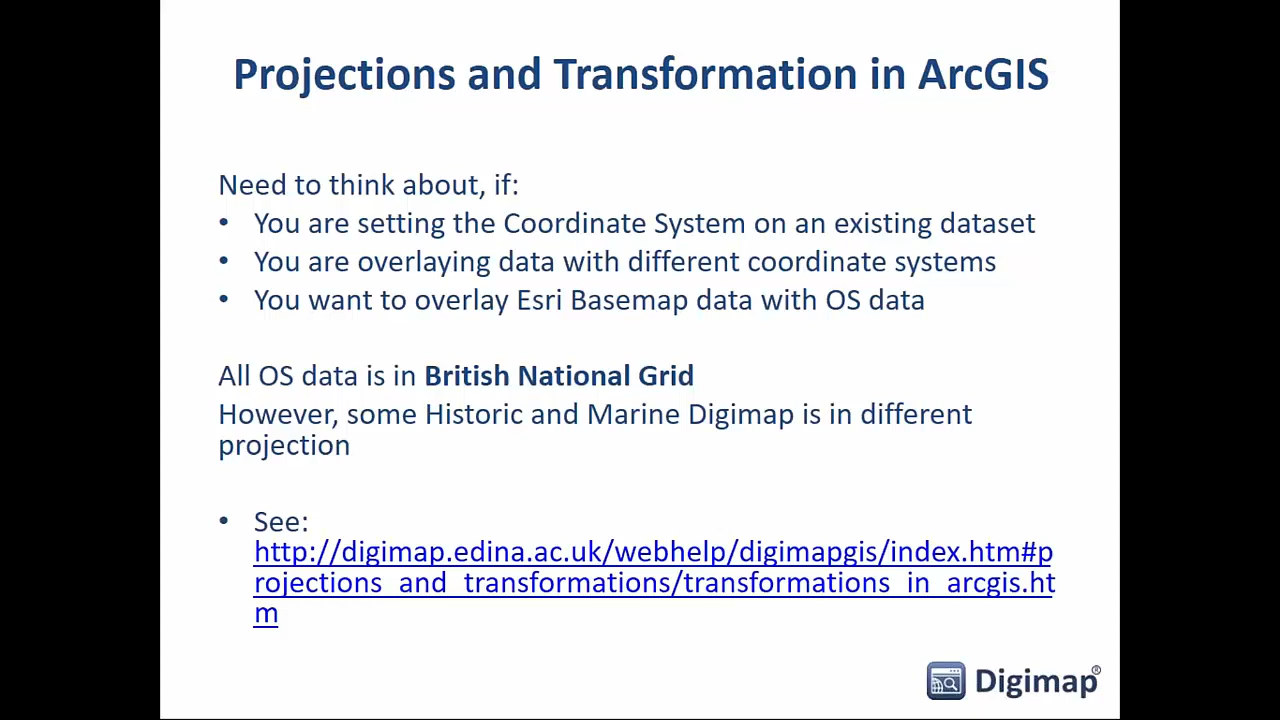 Projections and Transformation in ArcGIS
Need to think about, if:
• You are setting the Coordinate System on an existing dataset
• You are overlaying data with different coordinate systems
• You want to overlay Esri Basemap data with OS data
All OS data is in British National Grid
However, some Historic and Marine Digimap is in different
projection
• See:
http://digimap.edina.ac.uk/webhelp/digimapgis/index.htm#p
rojections_and_transformations/transformations_in_arcgis.ht
m
Digimap®